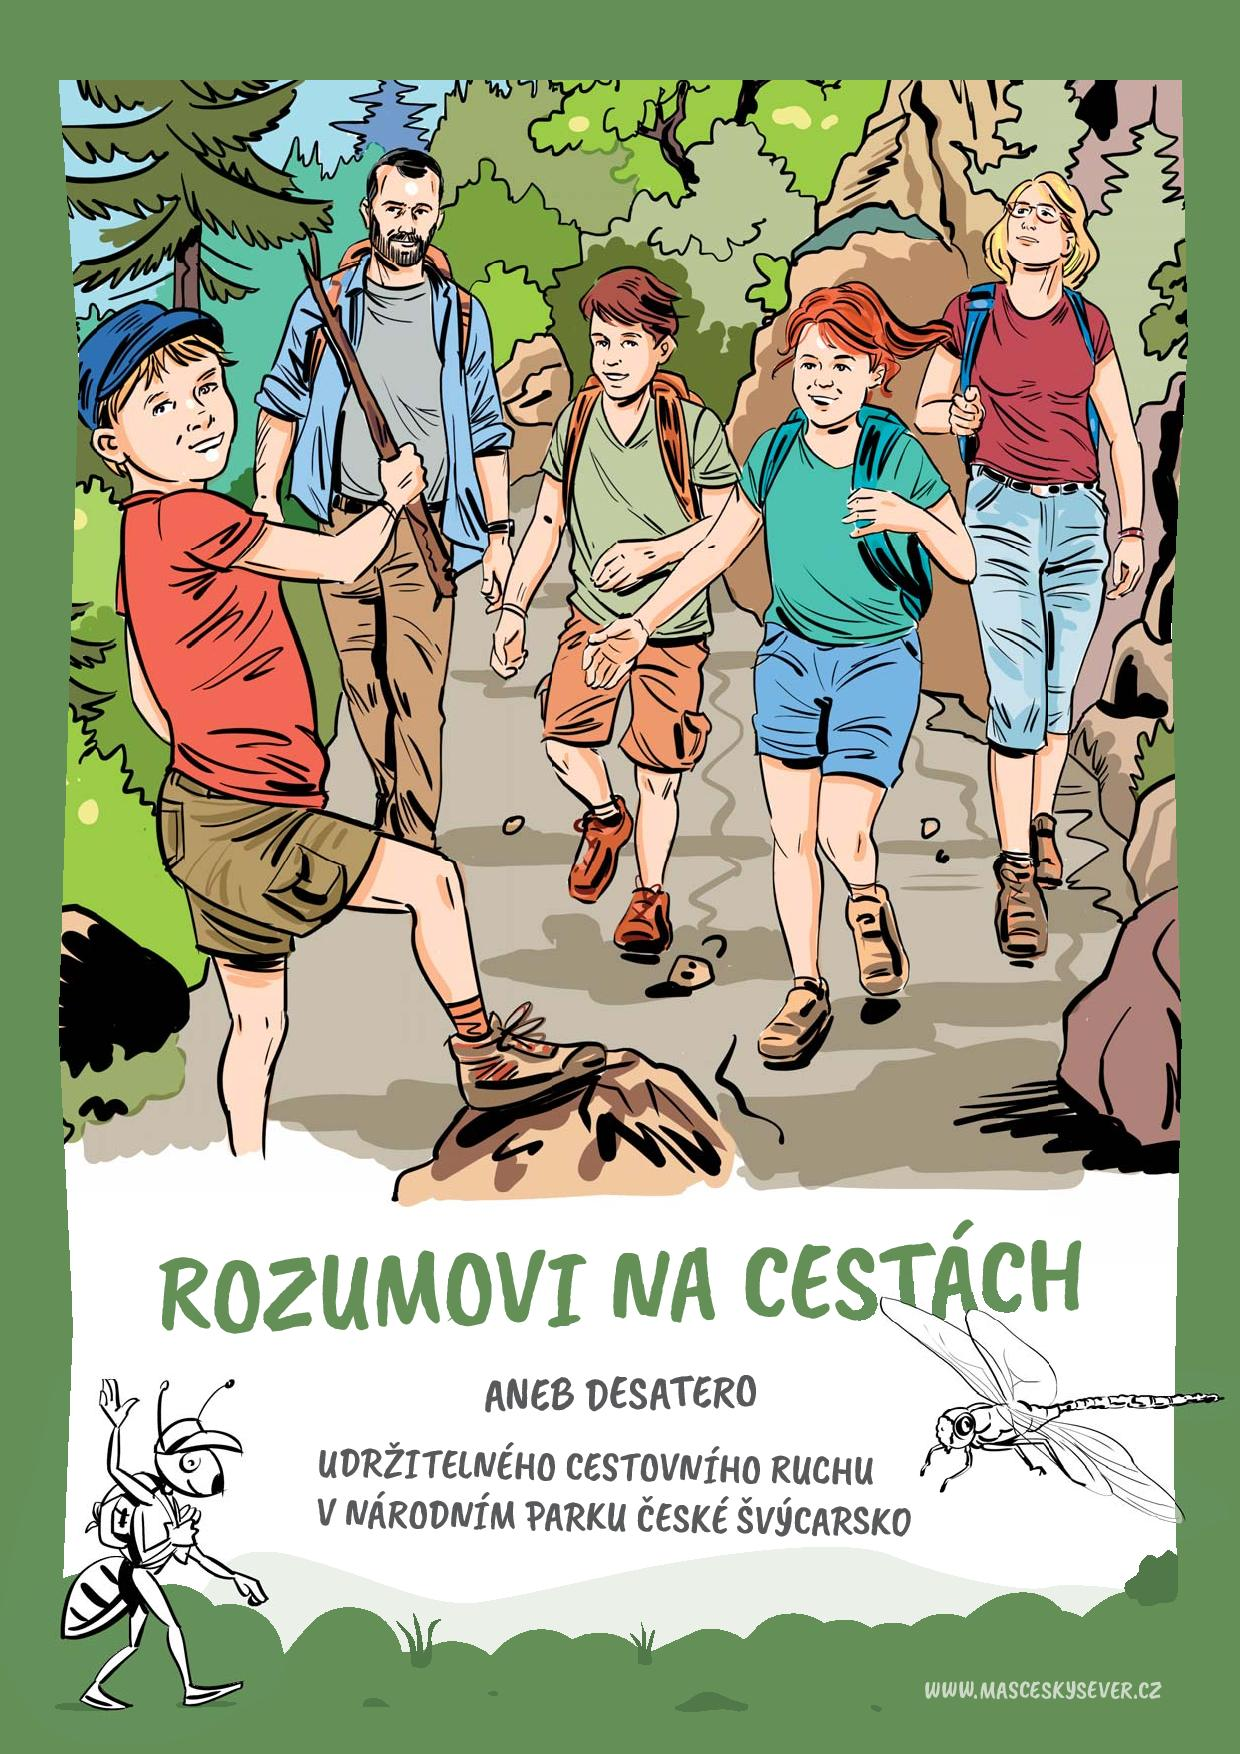 ROZUMOVI NA CESTÁCH
ANEB DESATERO
UDRŽITELNÉHO CESTOVNÍHO RUCHU
V NÁRODNÍM PARKU ČESKÉ ŠVÝCARSKO
WWW.MASCESKYSEVER.CZ